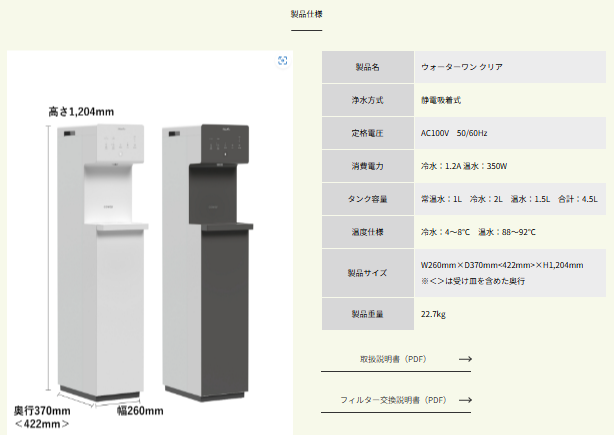 製品仕様
高さ1,204mm
奥行370mm
＜422mm＞
幅260mm
製品名 ウォーターワン クリア
浄水方式 静電吸着式
定格電圧 AC100V 50/60Hz
消費電力 冷水：1.2A 温水：350W
タンク容量 常温水：1L 冷水：2L 温水：1.5L 合計：4.5L
温度仕様 冷水：4〜8℃ 温水：88〜92℃
製品サイズ W260mm×D370mm<422mm>×H1,204mm
※＜＞は受け皿を含めた奥行
製品重量 22.7kg
取扱説明書（PDF）
フィルター交換説明書（PDF）